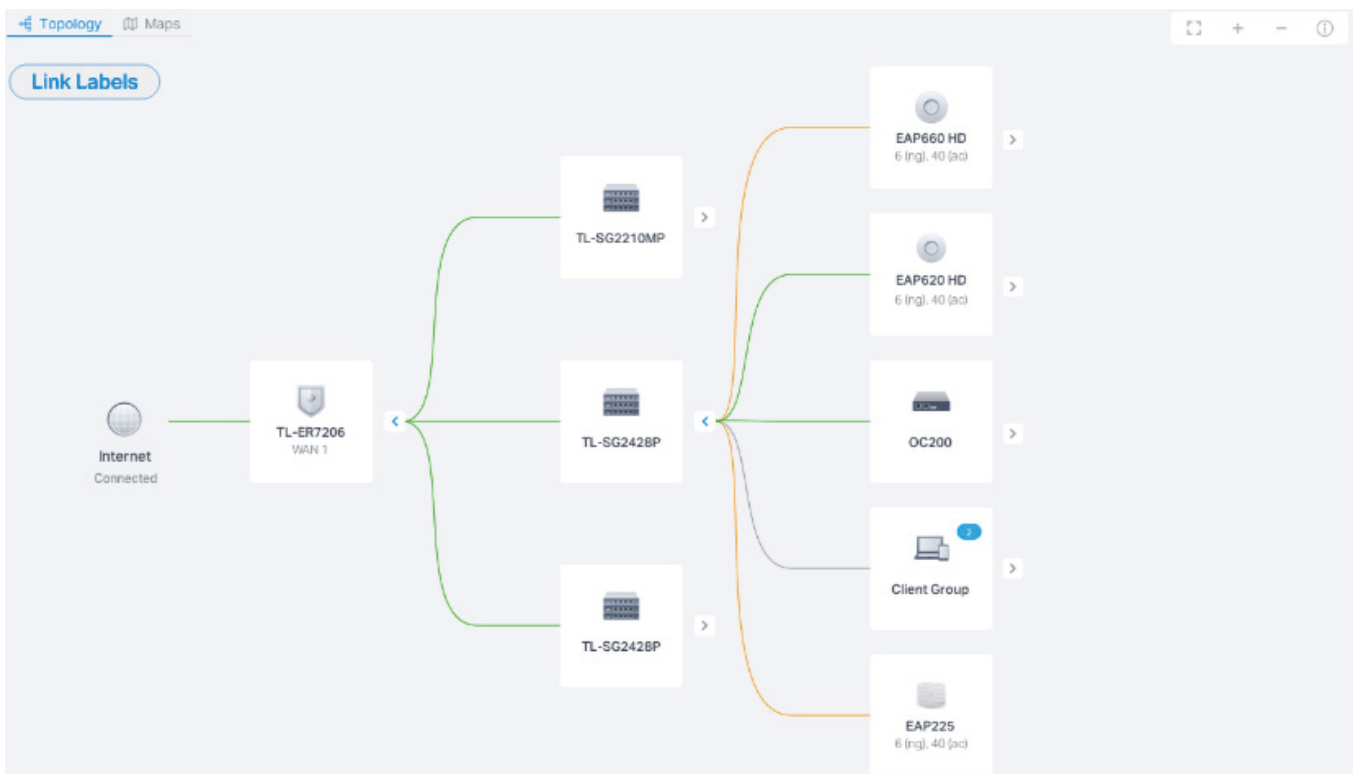 Topology
Maps
Link Labels
EAP660 HD
6 (ng), 40 (ac)
TL-SG2210MP
EAP620 HD
6 (ng), 40 (ac)
Internet
Connected
TL-ER7206
WAN 1
TL-SG2428P
OC200
2
Client Group
TL-SG2428P
EAP225
6 (ng), 40 (ac)